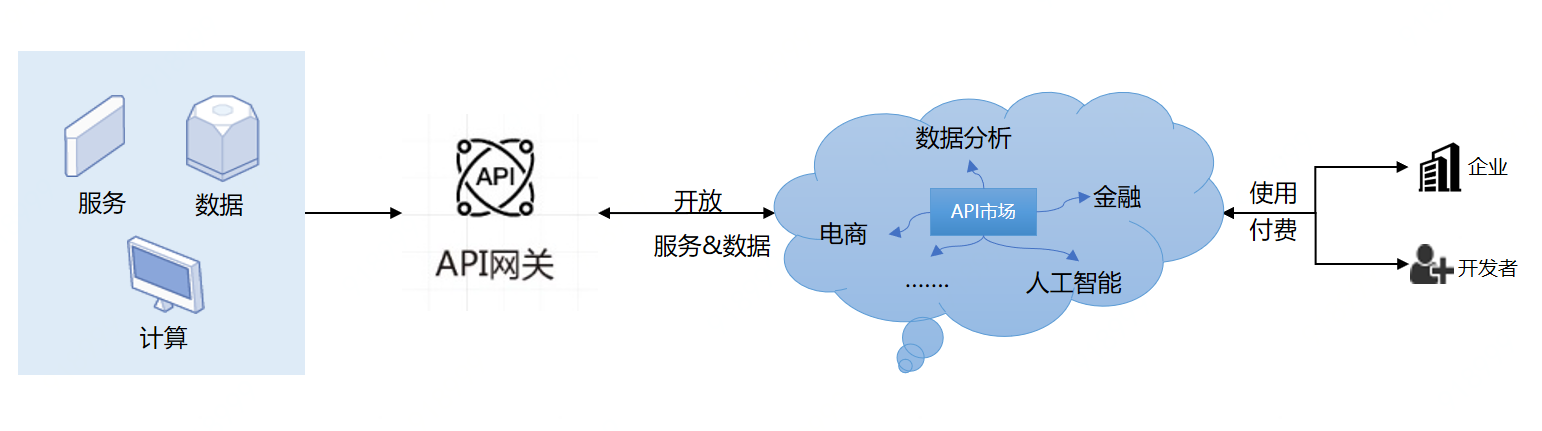 服务
数据
计算
API
API网关
开放
服务&数据
数据分析
API市场
金融
电商
.......
人工智能
使用
付费
企业
开发者